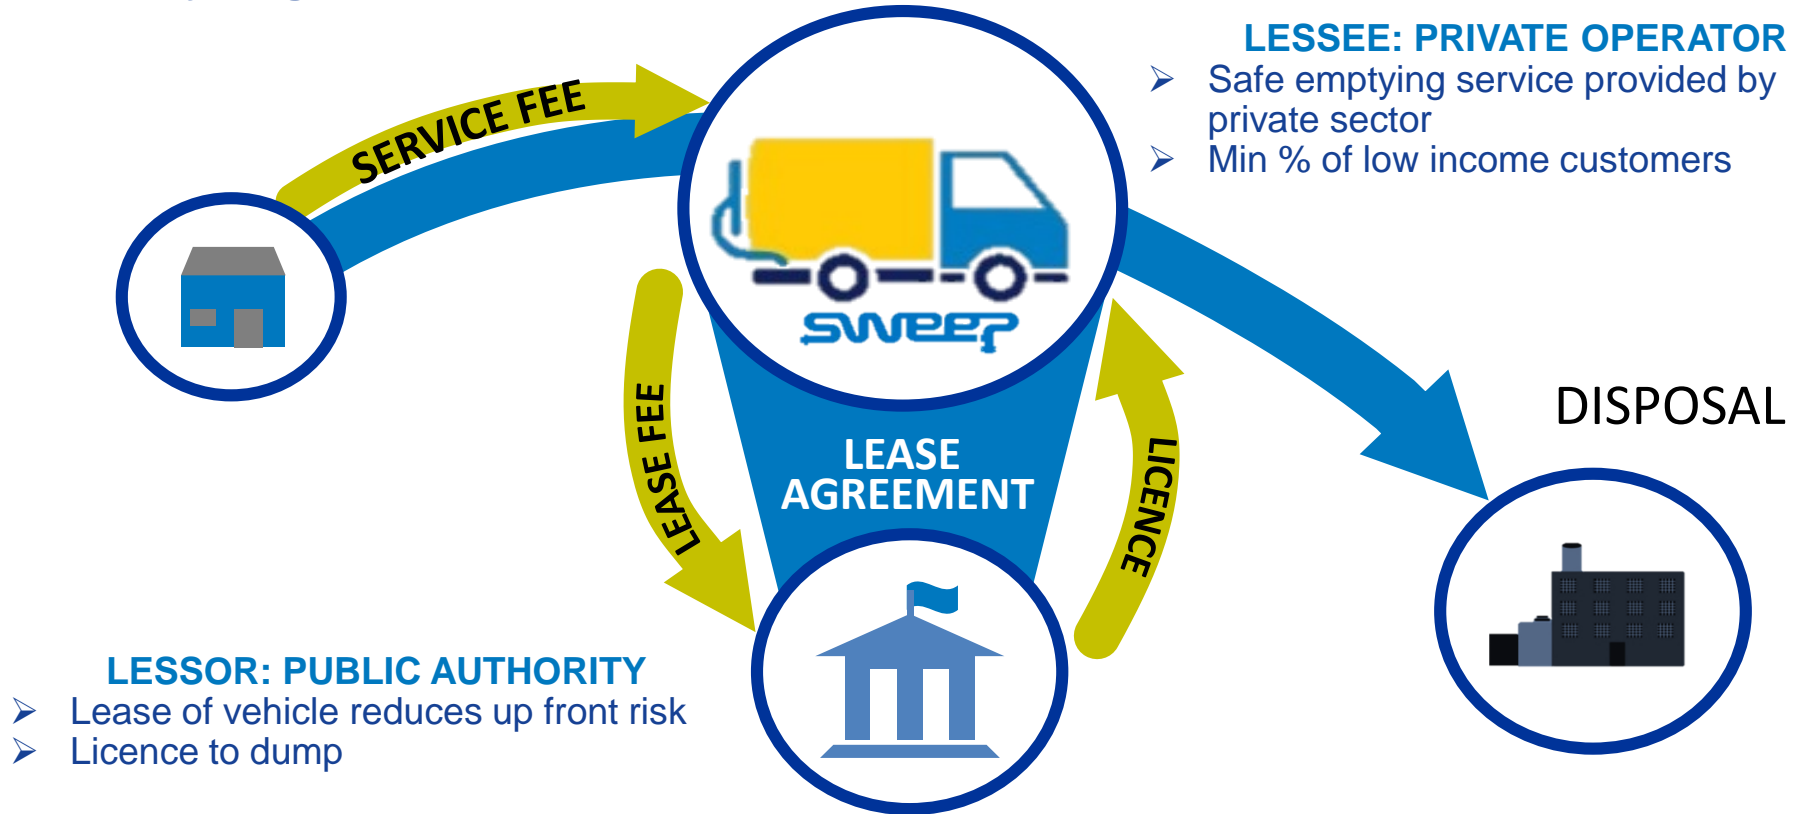 LESSEE: PRIVATE OPERATOR
➢ Safe emptying service provided by
private sector
➢ Min % of low income customers
SERVICE FEE
sweep
LEASE FEE
LEASE
AGREEMENT
LICENCE
DISPOSAL
LESSOR: PUBLIC AUTHORITY
➢ Lease of vehicle reduces up front risk
➢ Licence to dump